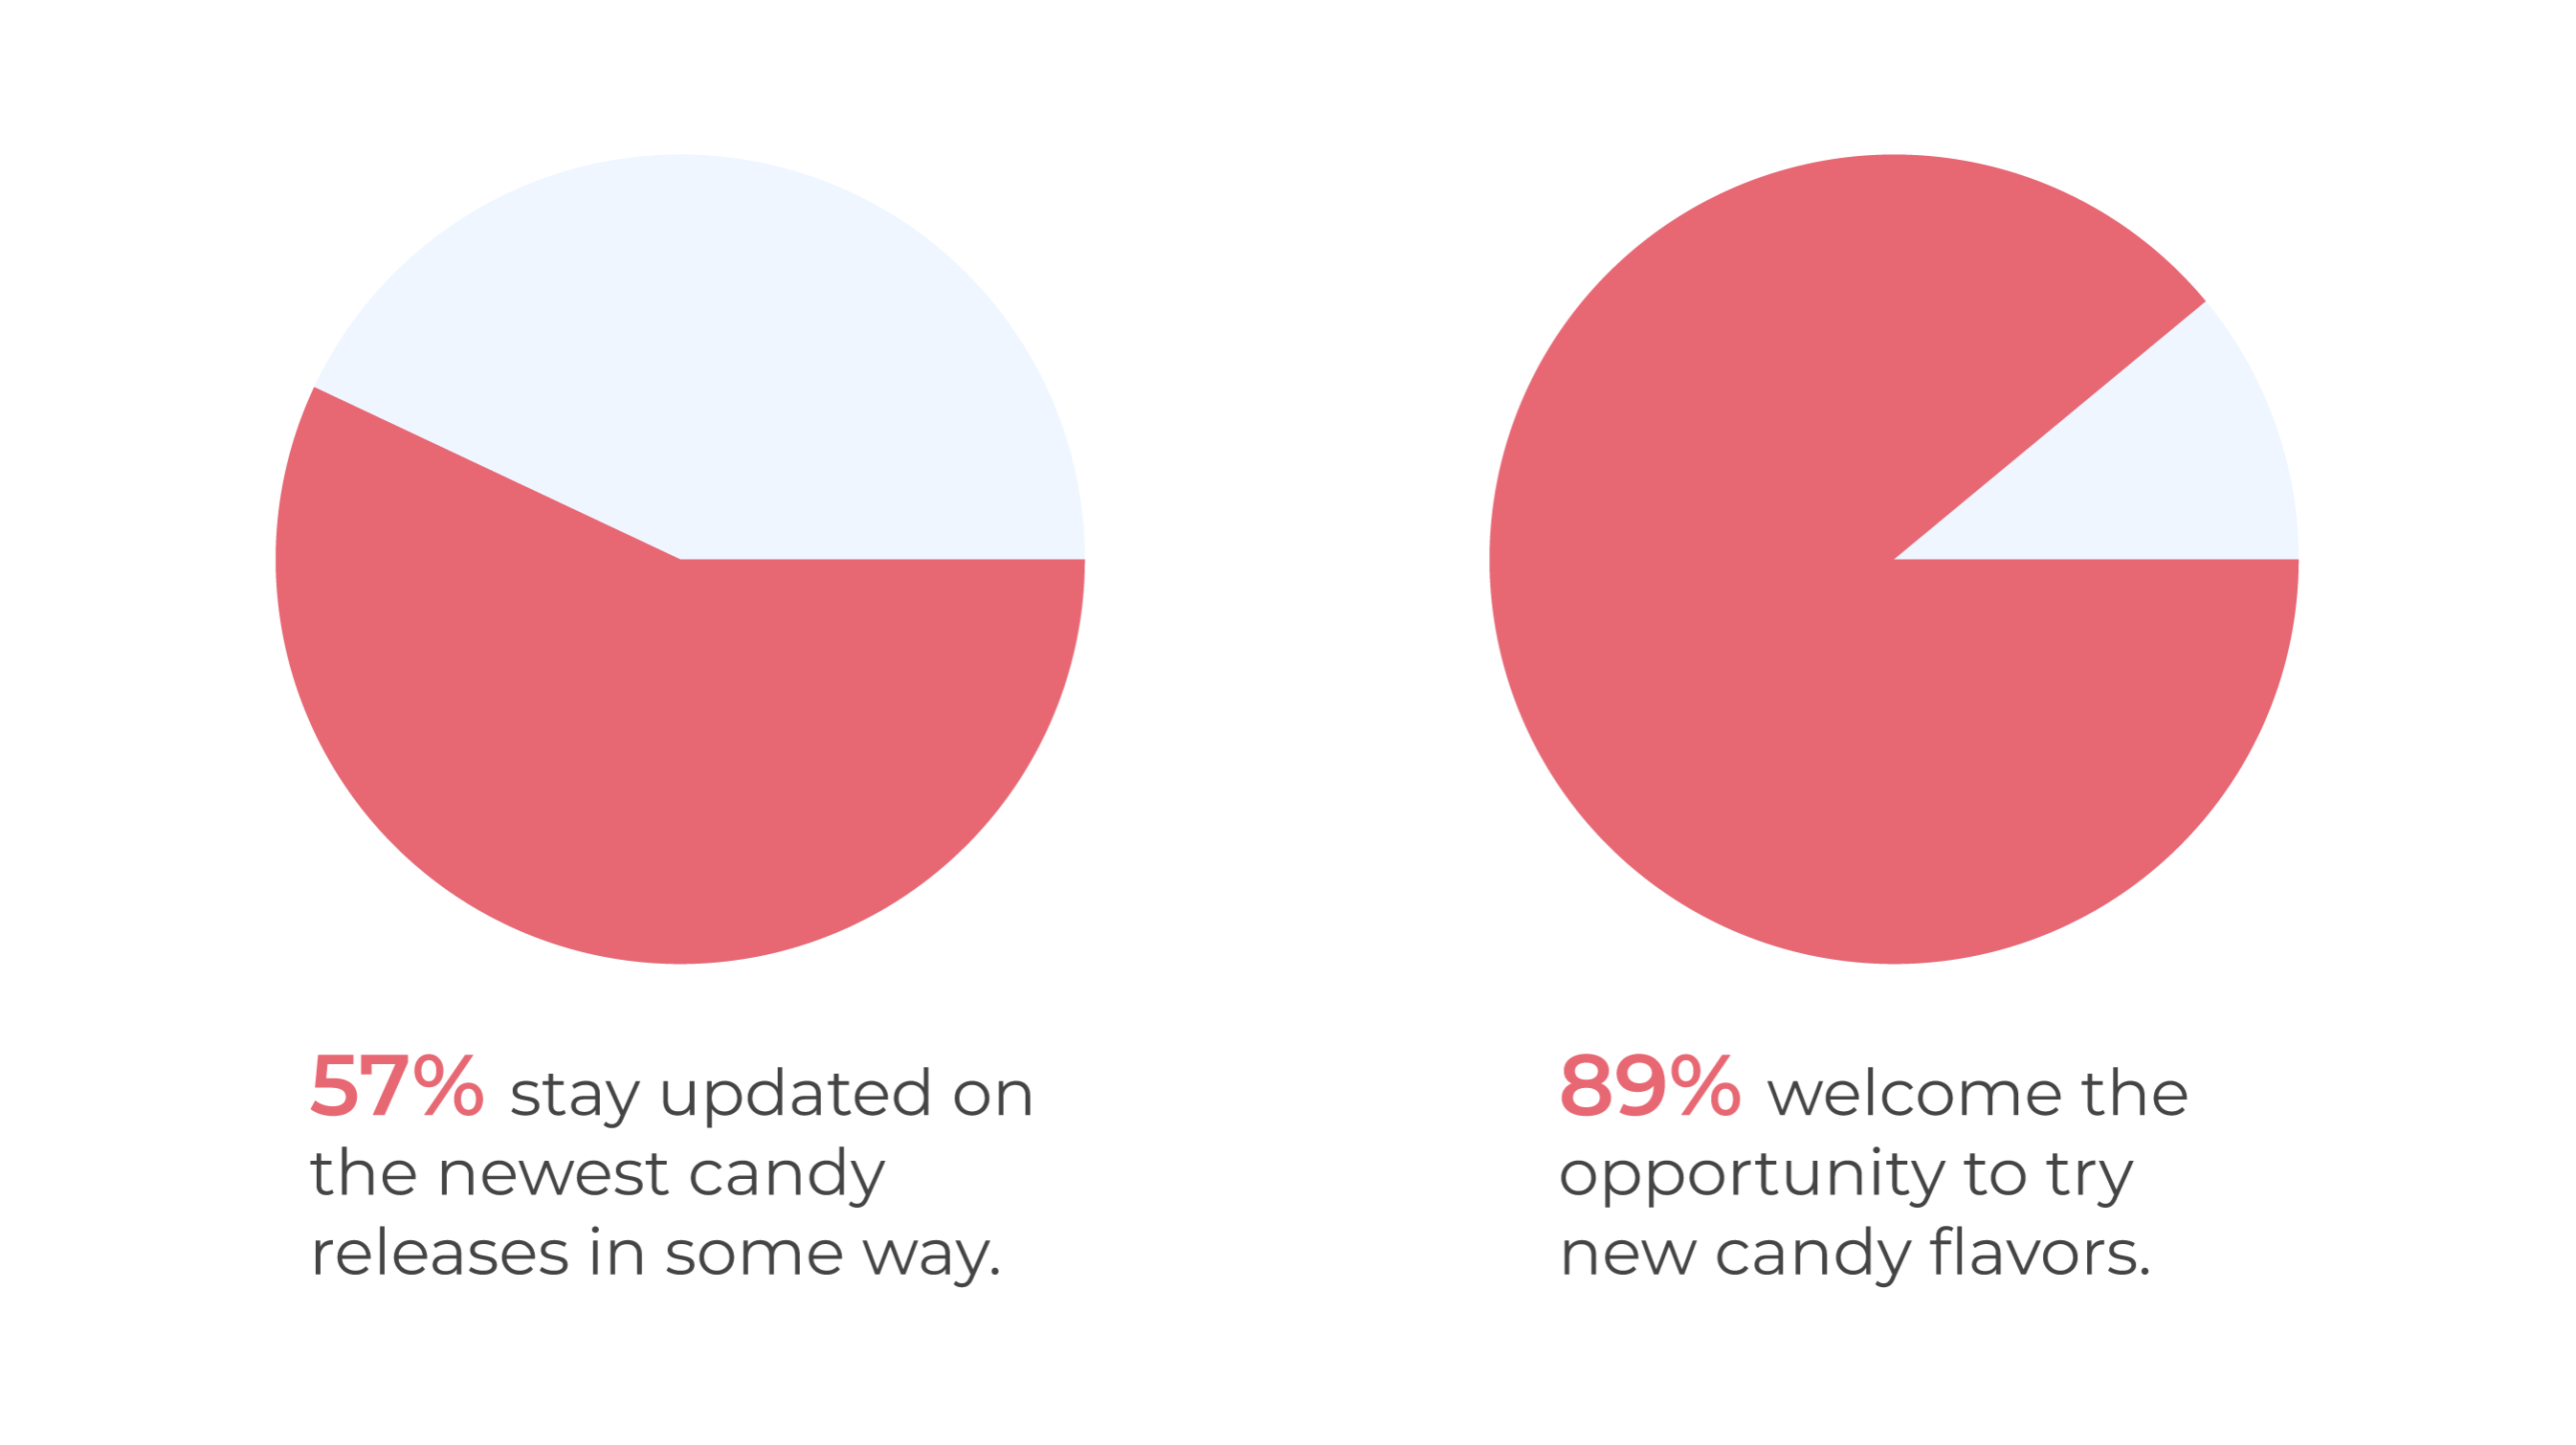 57% stay updated on
the newest candy
releases in some way.
89% welcome the
opportunity to try
new candy flavors.